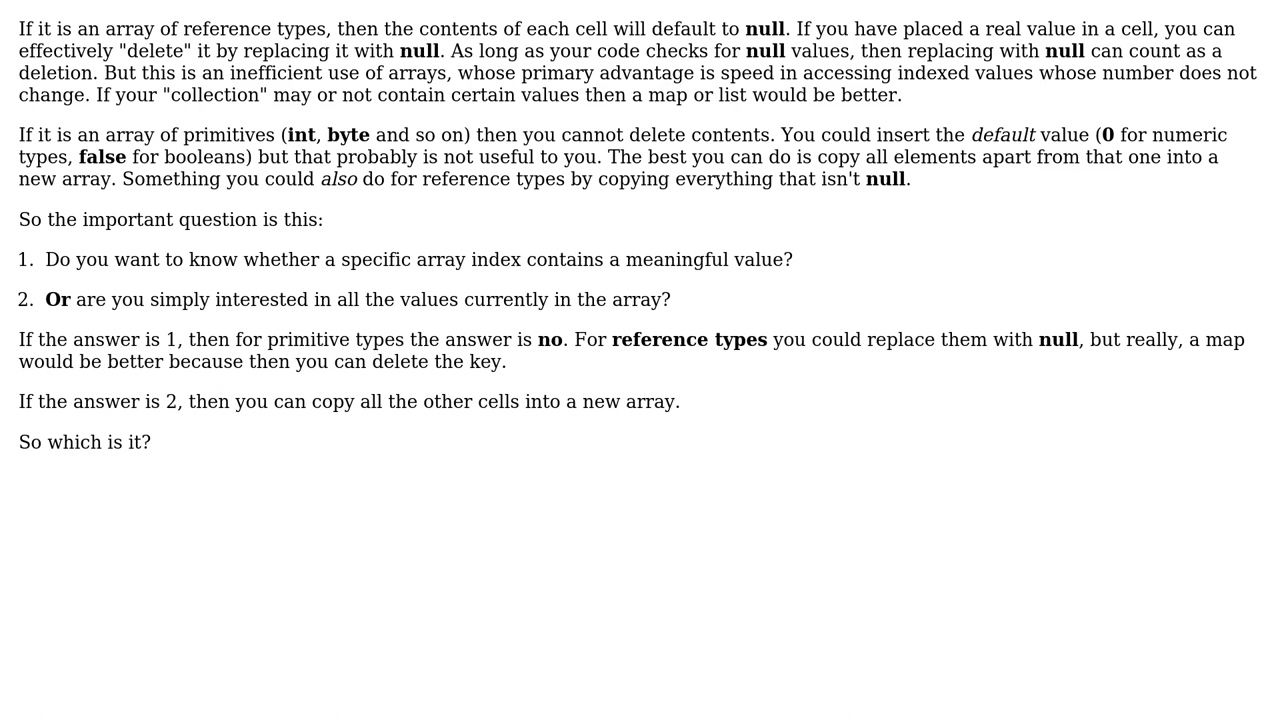 If it is an array of reference types, then the contents of each cell will default to null. If you have placed a real value in a cell, you can
effectively "delete" it by replacing it with null. As long as your code checks for null values, then replacing with null can count as a
deletion. But this is an inefficient use of arrays, whose primary advantage is speed in accessing indexed values whose number does not
change. If your "collection" may or not contain certain values then a map or list would be better.
If it is an array of primitives (int, byte and so on) then you cannot delete contents. You could insert the default value (0 for numeric
types, false for booleans) but that probably is not useful to you. The best you can do is copy all elements apart from that one into a
new array. Something you could also do for reference types by copying everything that isn't null.
So the important question is this:
1. Do you want to know whether a specific array index contains a meaningful value?
2. Or are you simply interested in all the values currently in the array?
If the answer is 1, then for primitive types the answer is no. For reference types you could replace them with null, but really, a map
would be better because then you can delete the key.
If the answer is 2, then you can copy all the other cells into a new array.
So which is it?